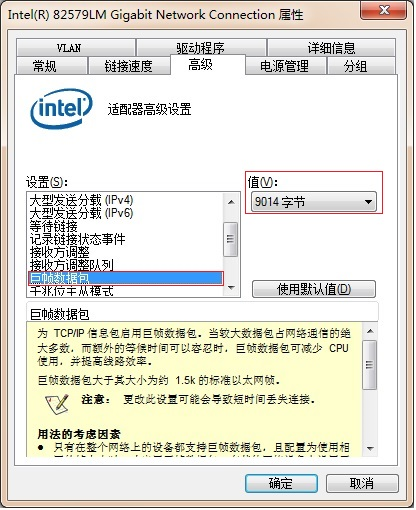 Intel(R) 82579LM Gigabit Network Connection 属性
VLAN 驱动程序 详细信息
常规 链接速度 高级 电源管理 分组
intel 适配器高级设置
设置(S): 值(V):
大型发送分载 (IPv4) 9014 字节
大型发送分载 (IPv6)
等待链接
记录链接状态事件
接收方调整
接收方调整队列
巨帧数据包
千兆位主从模式 使用默认值(D)
巨帧数据包
为 TCP/IP 信息包启用巨帧数据包。当较大数据包占网络通信的绝
大多数，而额外的等候时间可以容忍时，巨帧数据包可减少 CPU
使用，并提高线路效率。
巨帧数据包大于其大小为约 1.5k 的标准以太网帧。
注意： 更改此设置可能会导致短时间丢失连接。
用法的考虑因素
● 只有在整个网络上的设备都支持巨帧数据包，且配置为使用相
确定 取消